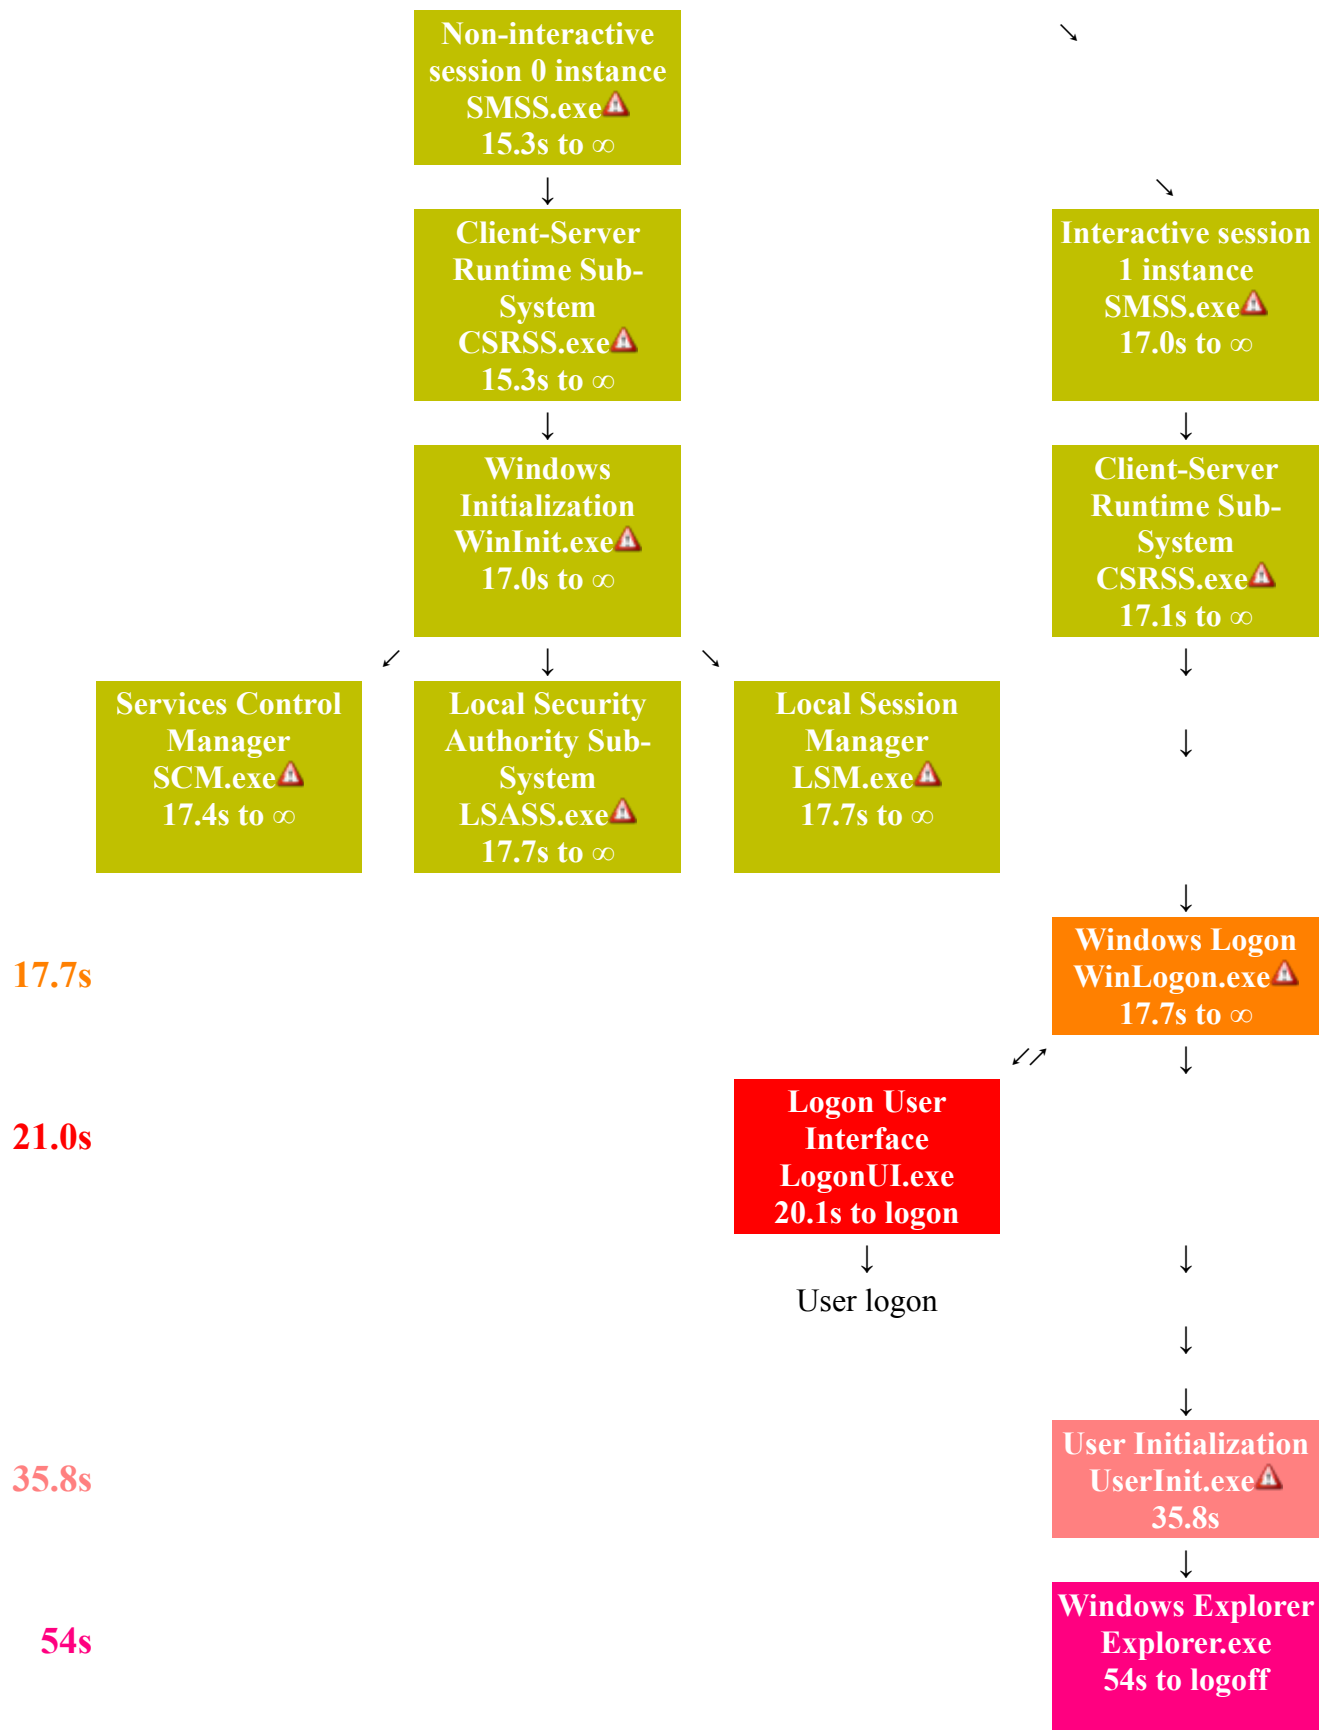 Non-interactive
session 0 instance
SMSS.exe
15.3s to ∞
Client-Server
Runtime Sub-
System
CSRSS.exe
15.3s to ∞
Interactive session
1 instance
SMSS.exe
17.0s to ∞
Windows
Initialization
WinInit.exe
17.0s to ∞
Client-Server
Runtime Sub-
System
CSRSS.exe
17.1s to ∞
Services Control
Manager
SCM.exe
17.4s to ∞
Local Security
Authority Sub-
System
LSASS.exe
17.7s to ∞
Local Session
Manager
LSM.exe
17.7s to ∞
17.7s
Windows Logon
WinLogon.exe
17.7s to ∞
21.0s
Logon User
Interface
LogonUI.exe
20.1s to logon
User logon
35.8s
User Initialization
UserInit.exe
35.8s
54s
Windows Explorer
Explorer.exe
54s to logoff